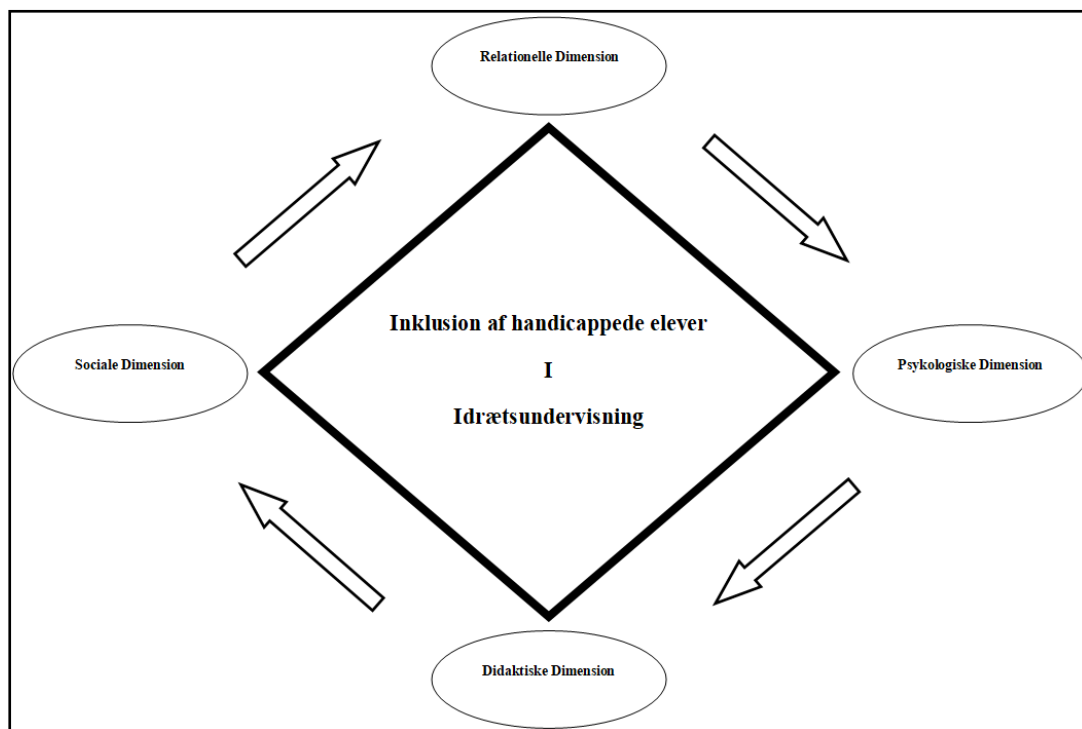 Relationelle Dimension
Inklusion af handicappede elever
I
Idrætsundervisning
Sociale Dimension
Psykologiske Dimension
Didaktiske Dimension